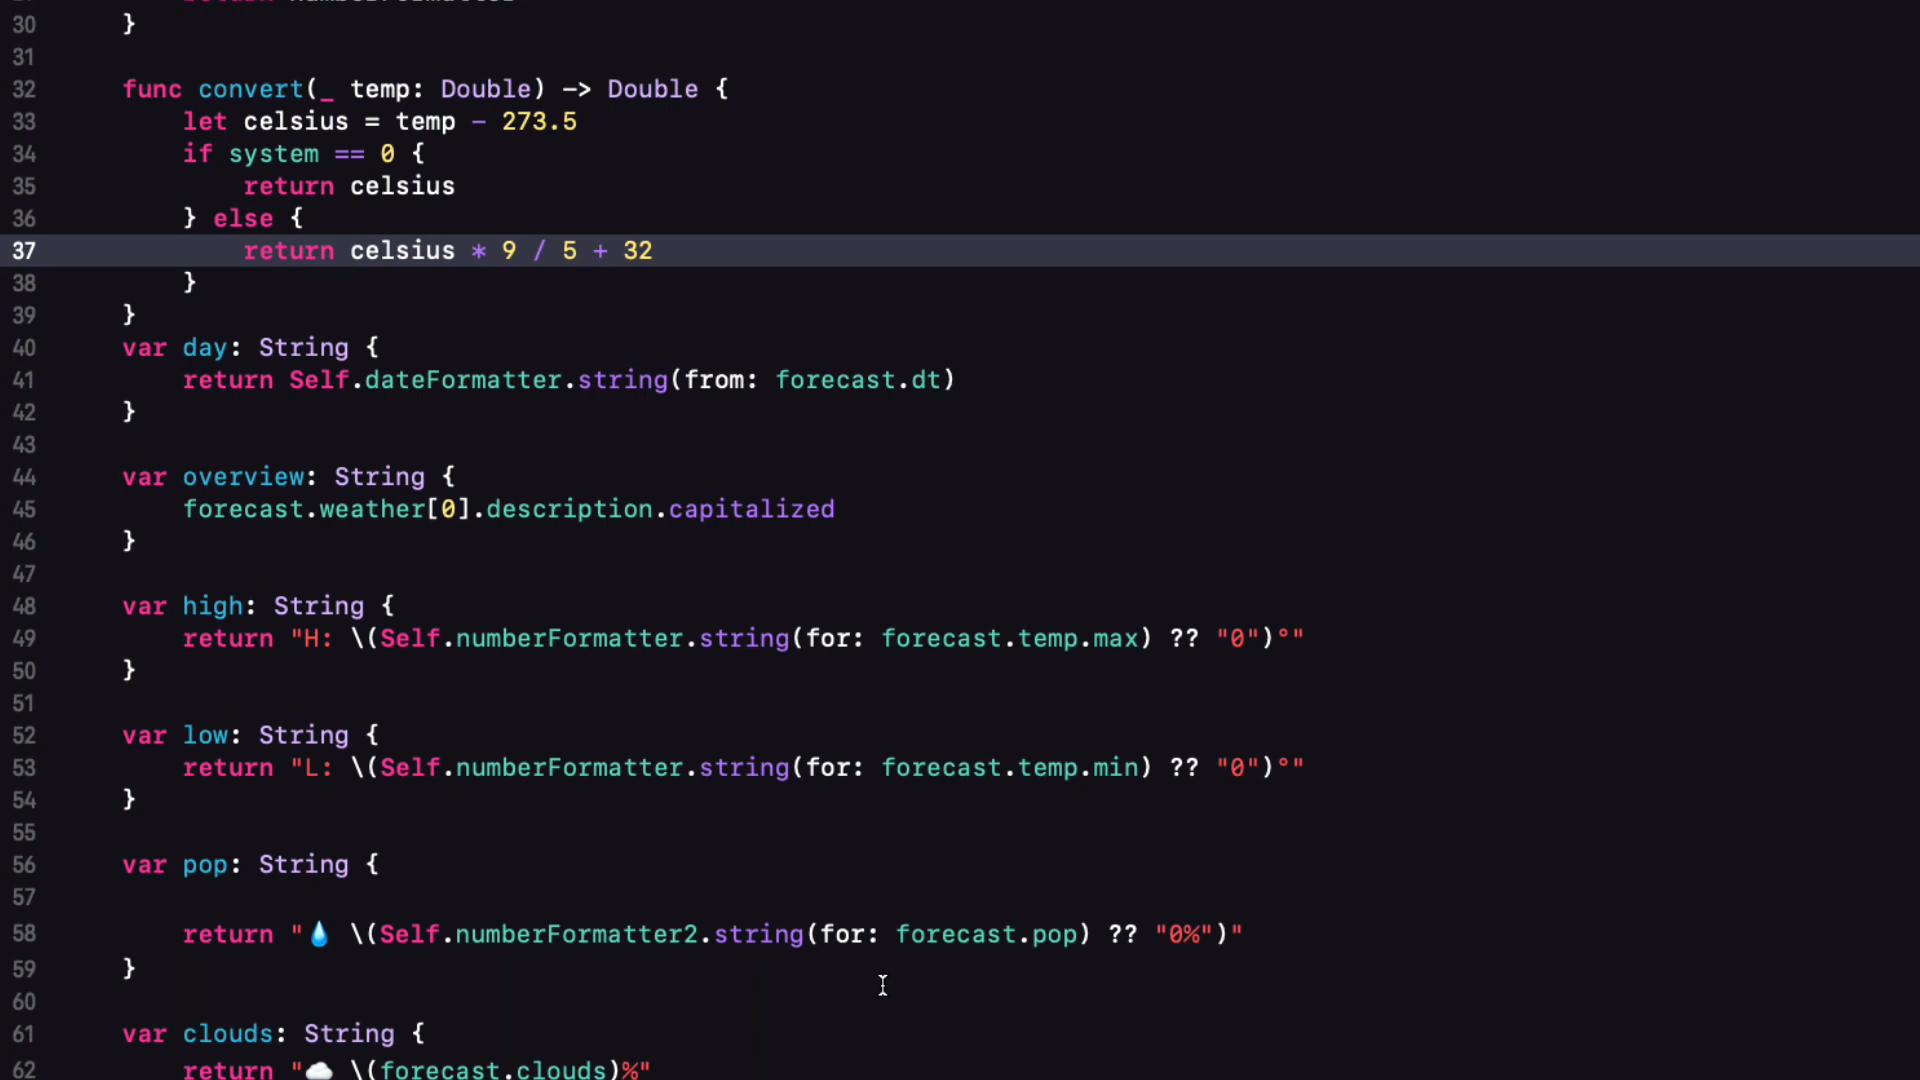 30 }
31
32 func convert(_ temp: Double) -> Double {
33 let celsius = temp - 273.5
34 if system == 0 {
35 return celsius
36 } else {
37 return celsius * 9 / 5 + 32
38 }
39 }
40 var day: String {
41 return Self.dateFormatter.string(from: forecast.dt)
42 }
43
44 var overview: String {
45 forecast.weather[0].description.capitalized
46 }
47
48 var high: String {
49 return "H: \(Self.numberFormatter.string(for: forecast.temp.max) ?? "0")°"
50 }
51
52 var low: String {
53 return "L: \(Self.numberFormatter.string(for: forecast.temp.min) ?? "0")°"
54 }
55
56 var pop: String {
57
58 return "💧 \(Self.numberFormatter2.string(for: forecast.pop) ?? "0%")"
59 }
60
61 var clouds: String {
62 return "☁️ \(forecast.clouds)%"